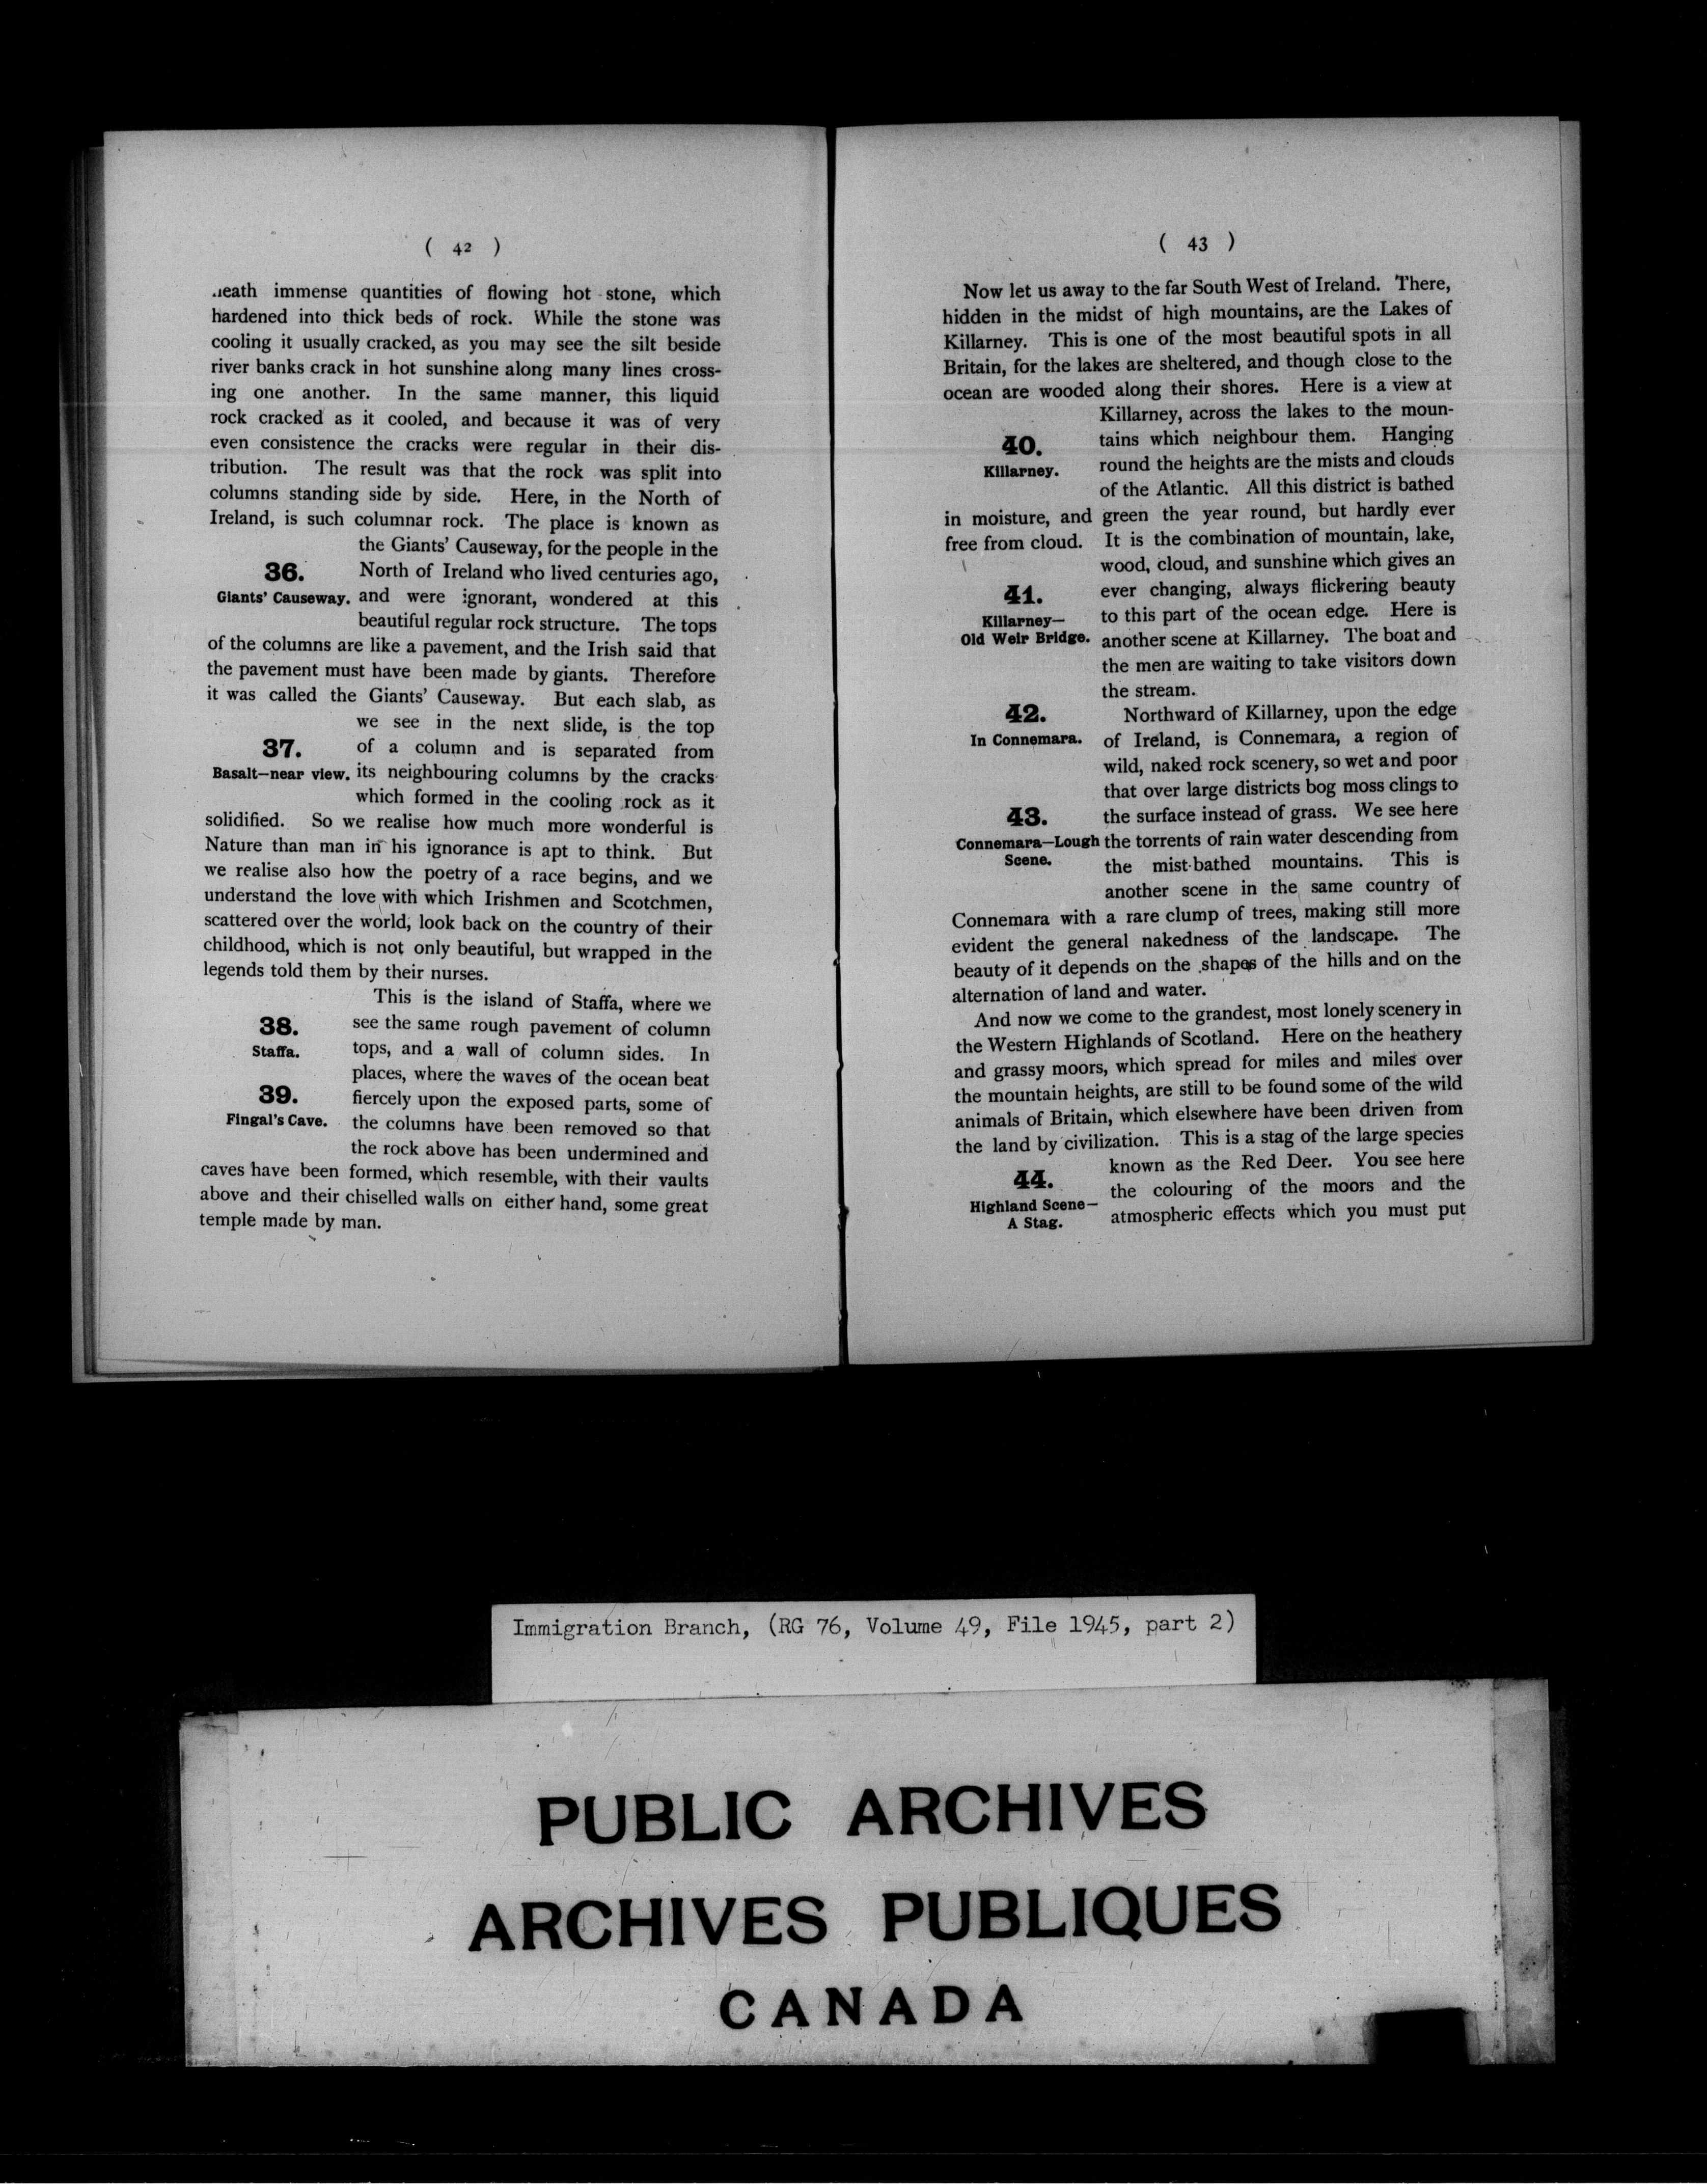 ( 42 )
neath immense quantities of flowing hot stone, which
hardened into thick beds of rock. While the stone was
cooling it usually cracked, as you may see the silt beside
river banks crack in hot sunshine along many lines cross-
ing one another. In the same manner, this liquid
rock cracked as it cooled, and because it was of very
even consistence the cracks were regular in their dis-
tribution. The result was that the rock was split into
columns standing side by side. Here, in the North of
Ireland, is such columnar rock. The place is known as
the Giants' Causeway, for the people in the
36.
Giants' Causeway.
North of Ireland who lived centuries ago,
and were ignorant, wondered at this
beautiful regular rock structure. The tops
of the columns are like a pavement, and the Irish said that
the pavement must have been made by giants. Therefore
it was called the Giants' Causeway. But each slab, as
we see in the next slide, is the top
37.
Basalt—near view.
of a column and is separated from
its neighbouring columns by the cracks
which formed in the cooling rock as it
solidified. So we realise how much more wonderful is
Nature than man in his ignorance is apt to think. But
we realise also how the poetry of a race begins, and we
understand the love with which Irishmen and Scotchmen,
scattered over the world, look back on the country of their
childhood, which is not only beautiful, but wrapped in the
legends told them by their nurses.
This is the island of Staffa, where we
38.
Staffa.
see the same rough pavement of column
tops, and a wall of column sides. In
places, where the waves of the ocean beat
39.
Fingal's Cave.
fiercely upon the exposed parts, some of
the columns have been removed so that
the rock above has been undermined and
caves have been formed, which resemble, with their vaults
above and their chiselled walls on either hand, some great
temple made by man.
( 43 )
Now let us away to the far South West of Ireland. There,
hidden in the midst of high mountains, are the Lakes of
Killarney. This is one of the most beautiful spots in all
Britain, for the lakes are sheltered, and though close to the
ocean are wooded along their shores. Here is a view at
Killarney, across the lakes to the moun-
40.
Killarney.
tains which neighbour them. Hanging
round the heights are the mists and clouds
of the Atlantic. All this district is bathed
in moisture, and green the year round, but hardly ever
free from cloud. It is the combination of mountain, lake,
wood, cloud, and sunshine which gives an
41.
Killarney—
Old Weir Bridge.
ever changing, always flickering beauty
to this part of the ocean edge. Here is
another scene at Killarney. The boat and
the men are waiting to take visitors down
the stream.
42.
In Connemara.
Northward of Killarney, upon the edge
of Ireland, is Connemara, a region of
wild, naked rock scenery, so wet and poor
that over large districts bog moss clings to
43.
Connemara—Lough
Scene.
the surface instead of grass. We see here
the torrents of rain water descending from
the mist-bathed mountains. This is
another scene in the same country of
Connemara with a rare clump of trees, making still more
evident the general nakedness of the landscape. The
beauty of it depends on the shapes of the hills and on the
alternation of land and water.
And now we come to the grandest, most lonely scenery in
the Western Highlands of Scotland. Here on the heathery
and grassy moors, which spread for miles and miles over
the mountain heights, are still to be found some of the wild
animals of Britain, which elsewhere have been driven from
the land by civilization. This is a stag of the large species
known as the Red Deer. You see here
44.
Highland Scene—
A Stag.
the colouring of the moors and the
atmospheric effects which you must put
Immigration Branch, (RG 76, Volume 49, File 1945, part 2)
PUBLIC ARCHIVES
ARCHIVES PUBLIQUES
CANADA